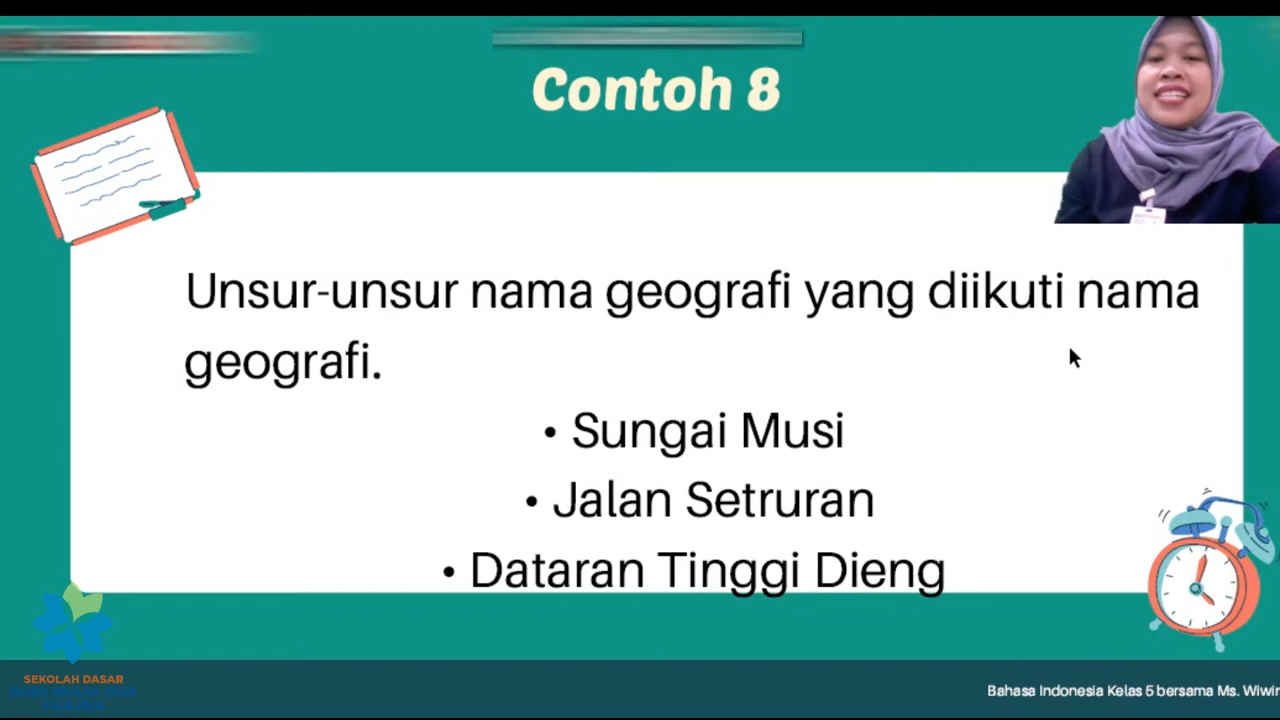 Contoh 8
Unsur-unsur nama geografi yang diikuti nama
geografi.
• Sungai Musi
• Jalan Setruran
• Dataran Tinggi Dieng
SEKOLAH DASAR
Bahasa Indonesia Kelas 5 bersama Ms. Wiwin